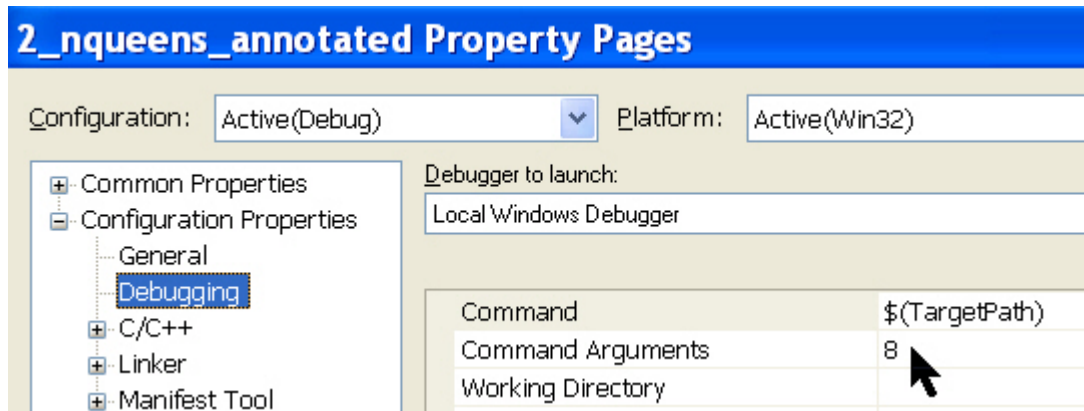 2_nqueens_annotated Property Pages
Configuration: Active(Debug) Platform: Active(Win32)
Common Properties
Configuration Properties
General
Debugging
C/C++
Linker
Manifest Tool
Debugger to launch:
Local Windows Debugger
Command $(TargetPath)
Command Arguments 8
Working Directory